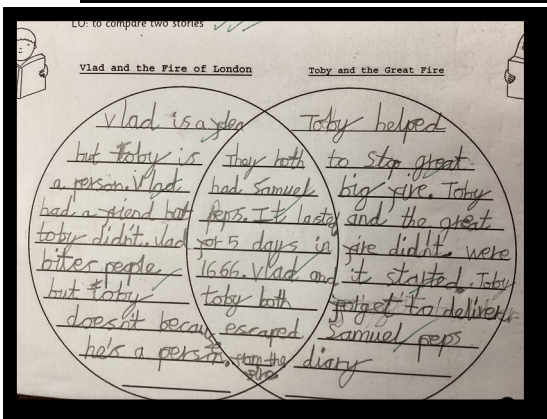 LO: to compare two stories
Vlad and the Fire of London
Toby and the Great Fire
Vlad is a flea
but Toby is
a person. Vlad
had a friend but
toby didn't. Vlad
bites people
but Toby
doesn't becau
he's a person.
They both
had Samuel
Peps. It lasted
for 5 days in
1666. Vlad and
toby both
escaped
from the
fire
Toby helped
to stop great
big fire. Toby
and the great
fire didn't. were
it started. Toby
forget to deliver
Samuel peps
diary